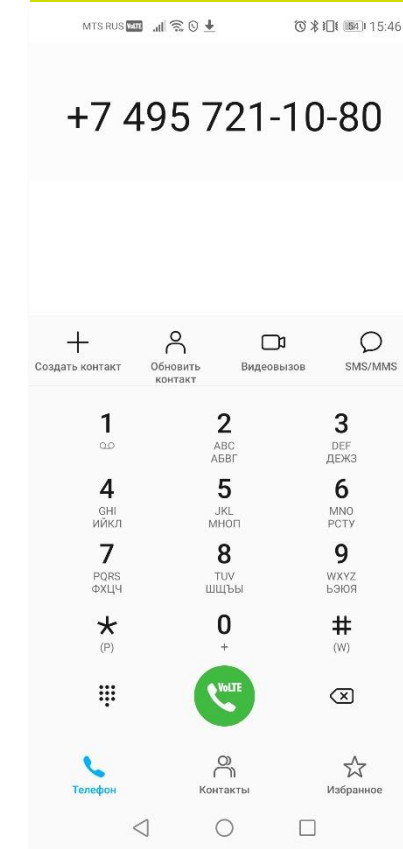 MTS RUS VoLTE 54 15:46
+7 495 721-10-80
Создать контакт Обновить контакт Видеовызов SMS/MMS
1 2 3
ABC DEF
АБВГ ДЕЖЗ
4 5 6
GHI JKL MNO
ИЙКЛ МНОП РСТУ
7 8 9
PQRS TUV WXYZ
ФХЦЧ ШЩЪЫ ЬЭЮЯ
* 0 #
(P) + (W)
VoLTE
Телефон Контакты Избранное